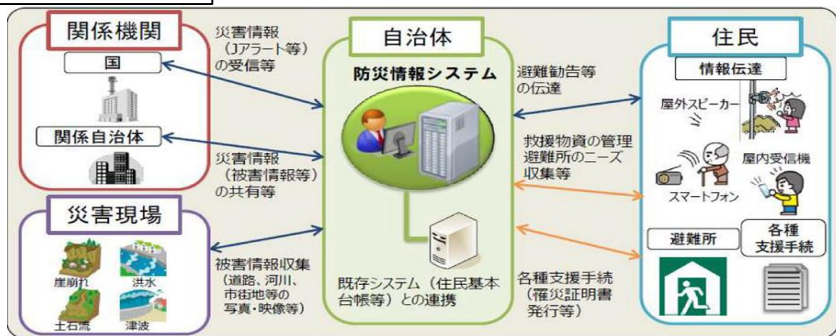 関係機関
国
関係自治体
災害現場
崖崩れ
洪水
土石流
津波
災害情報
（Jアラート等）
の受信等
災害情報
（被害情報等）
の共有等
被害情報収集
（道路、河川、
市街地等の
写真・映像等）
自治体
防災情報システム
既存システム（住民基本
台帳等）との連携
避難勧告等
の伝達
救援物資の管理
避難所のニーズ
収集等
各種支援手続
（罹災証明書
発行等）
住民
情報伝達
屋外スピーカー
屋内受信機
スマートフォン
避難所
各種
支援手続